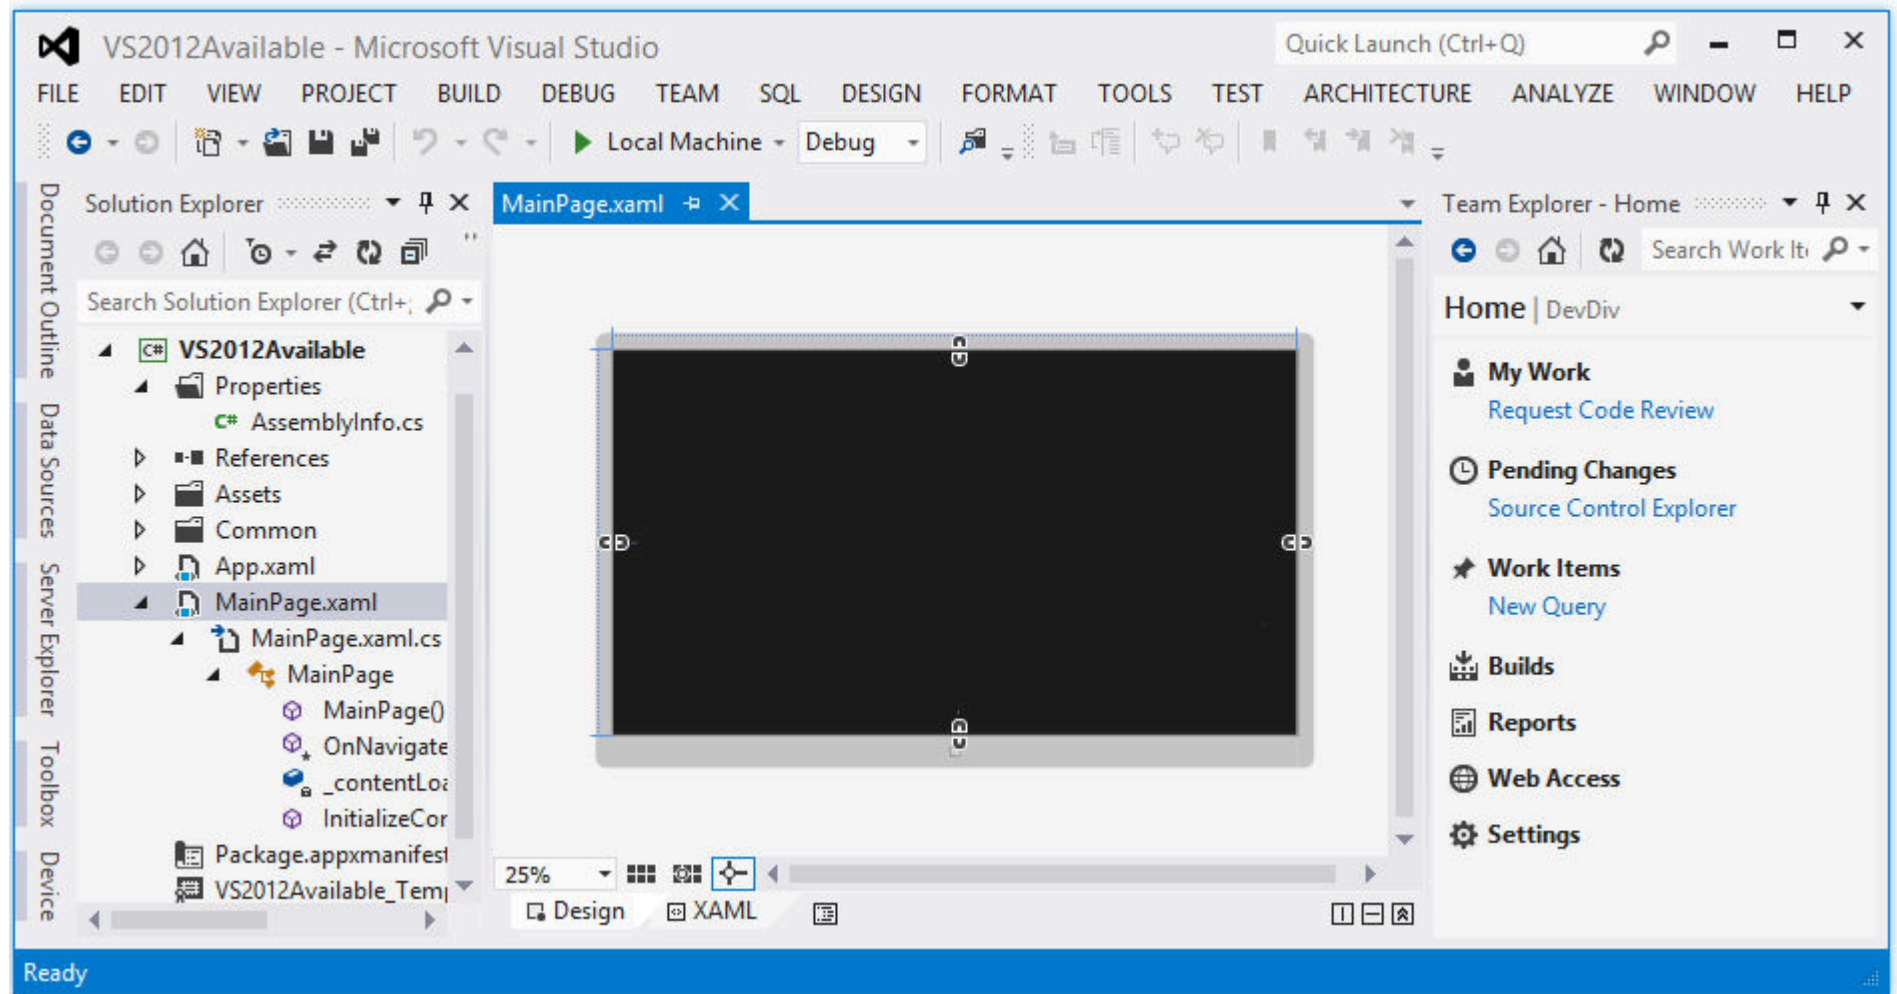 VS2012Available - Microsoft Visual Studio
Quick Launch (Ctrl+Q)
FILE EDIT VIEW PROJECT BUILD DEBUG TEAM SQL DESIGN FORMAT TOOLS TEST ARCHITECTURE ANALYZE WINDOW HELP
Local Machine Debug
Document Outline
Data Sources
Server Explorer
Toolbox
Device
Solution Explorer
Search Solution Explorer (Ctrl+;
C# VS2012Available
Properties
C# AssemblyInfo.cs
References
Assets
Common
App.xaml
MainPage.xaml
MainPage.xaml.cs
MainPage
MainPage()
OnNavigate
_contentLoa
InitializeCor
Package.appxmanifest
VS2012Available_Temp
MainPage.xaml
25%
Design XAML
Team Explorer - Home
Search Work Ite
Home | DevDiv
My Work
Request Code Review
Pending Changes
Source Control Explorer
Work Items
New Query
Builds
Reports
Web Access
Settings
Ready